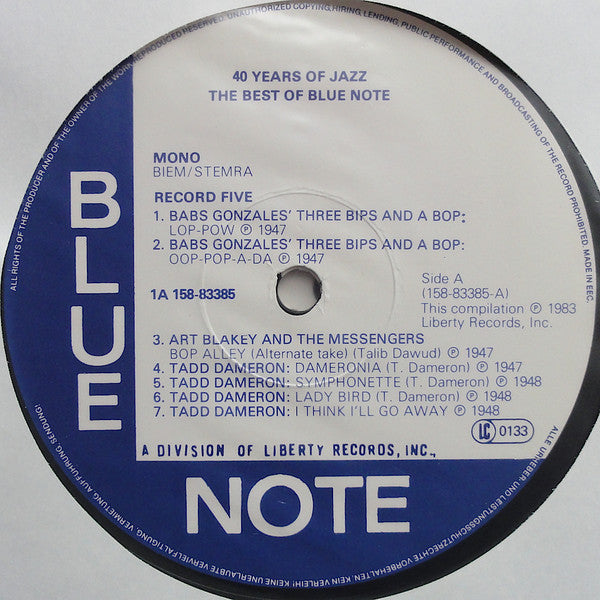 ALL RIGHTS OF THE PRODUCER AND OF THE OWNER OF THE WORK REPRODUCED RESERVED. UNAUTHORIZED COPYING, HIRING, LENDING, PUBLIC PERFORMANCE AND BROADCASTING OF THE RECORD PROHIBITED. MADE IN EEC.
40 YEARS OF JAZZ
THE BEST OF BLUE NOTE
MONO
BIEM/STEMRA
RECORD FIVE
1. BABS GONZALES' THREE BIPS AND A BOP:
LOP-POW ℗ 1947
2. BABS GONZALES' THREE BIPS AND A BOP:
OOP-POP-A-DA ℗ 1947
1A 158-83385
Side A
(158-83385-A)
This compilation ℗ 1983
Liberty Records, Inc.
3. ART BLAKEY AND THE MESSENGERS
BOP ALLEY (Alternate take) (Talib Dawud) ℗ 1947
4. TADD DAMERON: DAMERONIA (T. Dameron) ℗ 1947
5. TADD DAMERON: SYMPHONETTE (T. Dameron) ℗ 1948
6. TADD DAMERON: LADY BIRD (T. Dameron) ℗ 1948
7. TADD DAMERON: I THINK I'LL GO AWAY ℗ 1948
LC 0133
A DIVISION OF LIBERTY RECORDS, INC.,
BLUE
NOTE
ALLE URHEBER- UND LEISTUNGSSCHUTZRECHTE VORBEHALTEN. KEIN VERLEIH! KEINE UNERLAUBTE VERVIELFÄLTIGUNG, VERMIETUNG, AUFFÜHRUNG, SENDUNG!